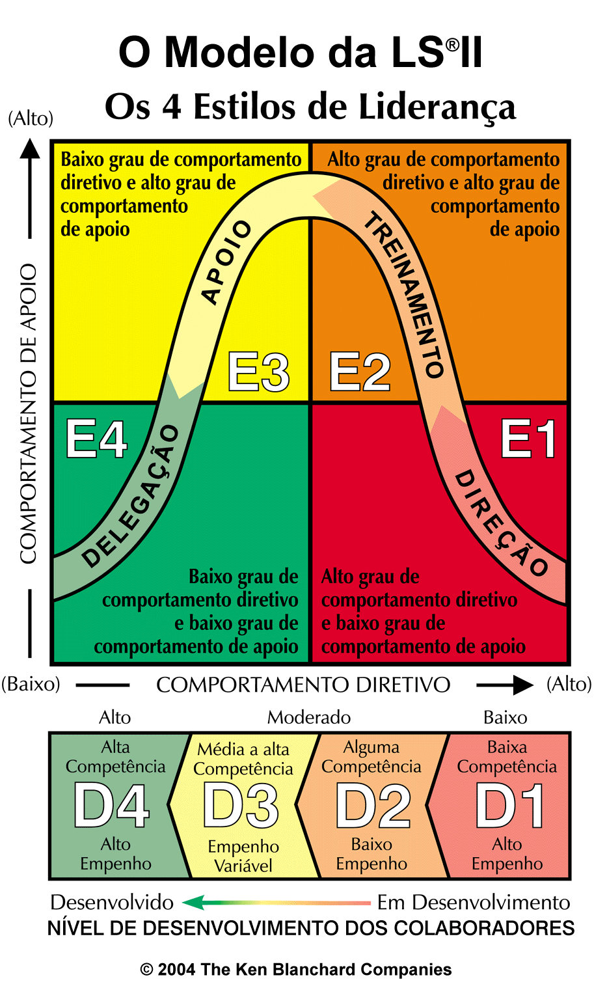 O Modelo da LS®II
Os 4 Estilos de Liderança
(Alto)
COMPORTAMENTO DE APOIO
Baixo grau de comportamento
diretivo e alto grau de
comportamento
de apoio
Alto grau de comportamento
diretivo e alto grau de
comportamento
de apoio
APOIO
TREINAMENTO
E3
E2
E4
E1
DELEGAÇÃO
DIREÇÃO
Baixo grau de
comportamento diretivo
e baixo grau de
comportamento de apoio
Alto grau de
comportamento diretivo
e baixo grau de
comportamento de apoio
(Baixo)
COMPORTAMENTO DIRETIVO
(Alto)
Alto
Moderado
Baixo
Alta
Competência
D4
Alto
Empenho
Média a alta
Competência
D3
Empenho
Variável
Alguma
Competência
D2
Baixo
Empenho
Baixa
Competência
D1
Alto
Empenho
Desenvolvido
Em Desenvolvimento
NÍVEL DE DESENVOLVIMENTO DOS COLABORADORES
© 2004 The Ken Blanchard Companies